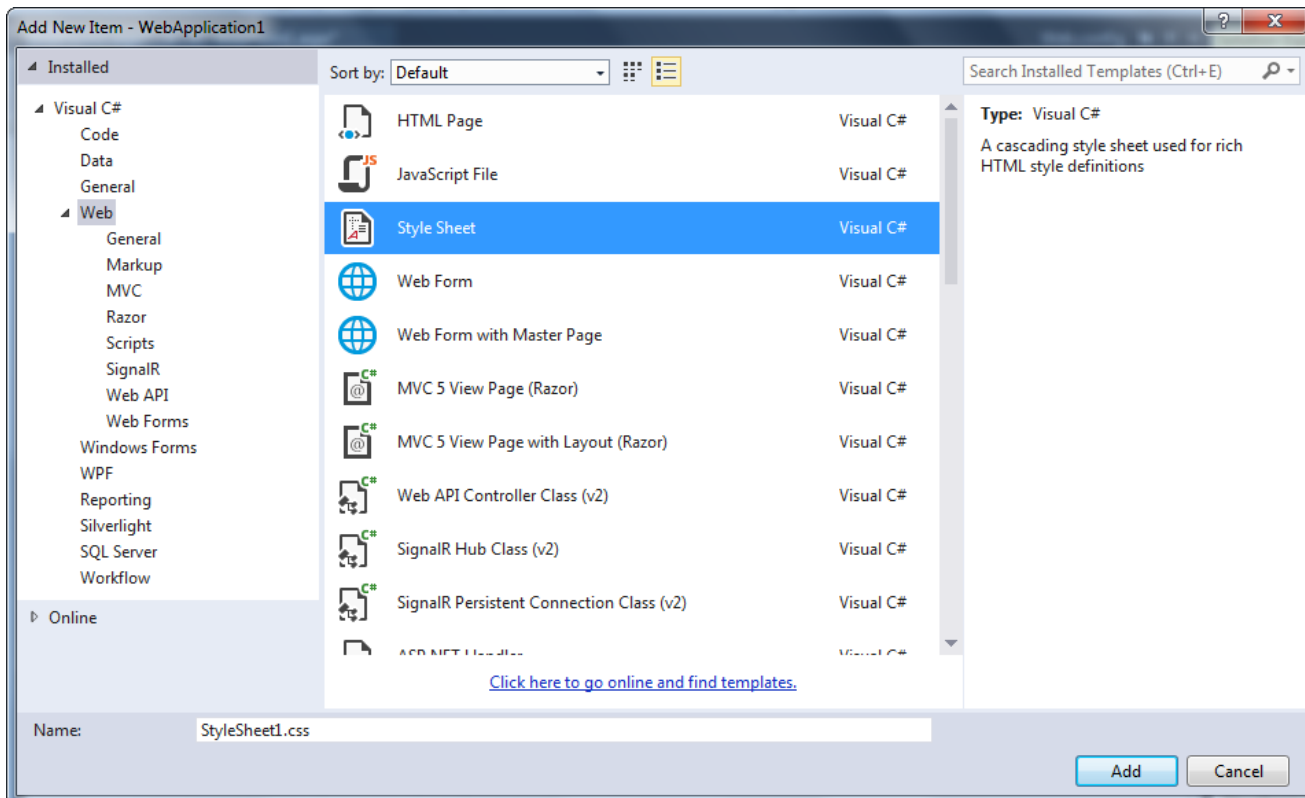 Add New Item - WebApplication1
Installed
Visual C#
Code
Data
General
Web
General
Markup
MVC
Razor
Scripts
SignalR
Web API
Web Forms
Windows Forms
WPF
Reporting
Silverlight
SQL Server
Workflow
Online
Sort by: Default
HTML Page Visual C#
JS
JavaScript File Visual C#
Style Sheet Visual C#
Web Form Visual C#
Web Form with Master Page Visual C#
C#
MVC 5 View Page (Razor) Visual C#
C#
MVC 5 View Page with Layout (Razor) Visual C#
C#
Web API Controller Class (v2) Visual C#
C#
SignalR Hub Class (v2) Visual C#
C#
SignalR Persistent Connection Class (v2) Visual C#
ASP.NET Handler Visual C#
Click here to go online and find templates.
Search Installed Templates (Ctrl+E)
Type: Visual C#
A cascading style sheet used for rich
HTML style definitions
Name: StyleSheet1.css
Add Cancel